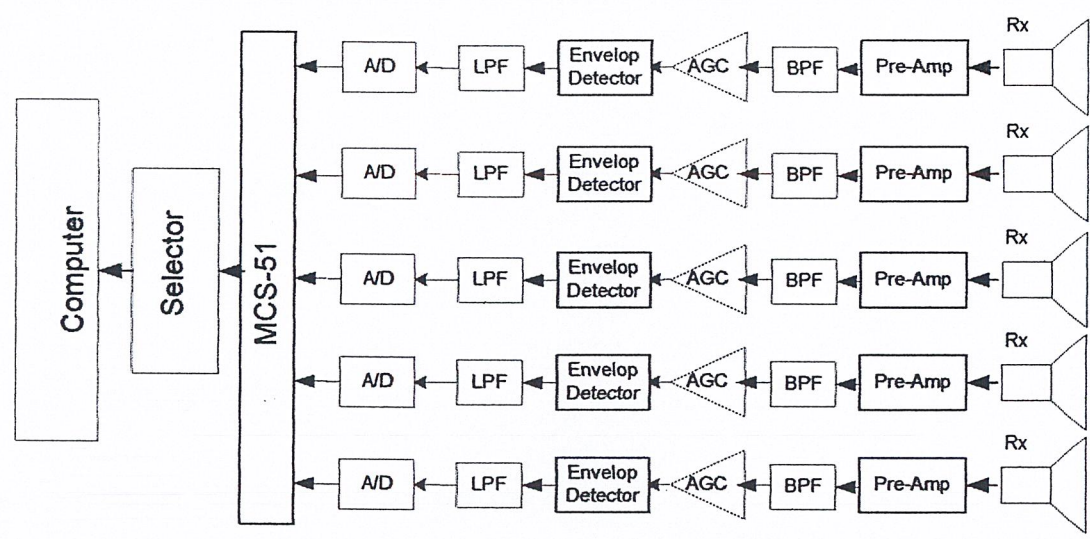 Rx
A/D
LPF
Envelop
Detector
AGC
BPF
Pre-Amp
Rx
A/D
LPF
Envelop
Detector
AGC
BPF
Pre-Amp
Computer
Selector
MCS-51
Rx
A/D
LPF
Envelop
Detector
AGC
BPF
Pre-Amp
Rx
A/D
LPF
Envelop
Detector
AGC
BPF
Pre-Amp
Rx
A/D
LPF
Envelop
Detector
AGC
BPF
Pre-Amp